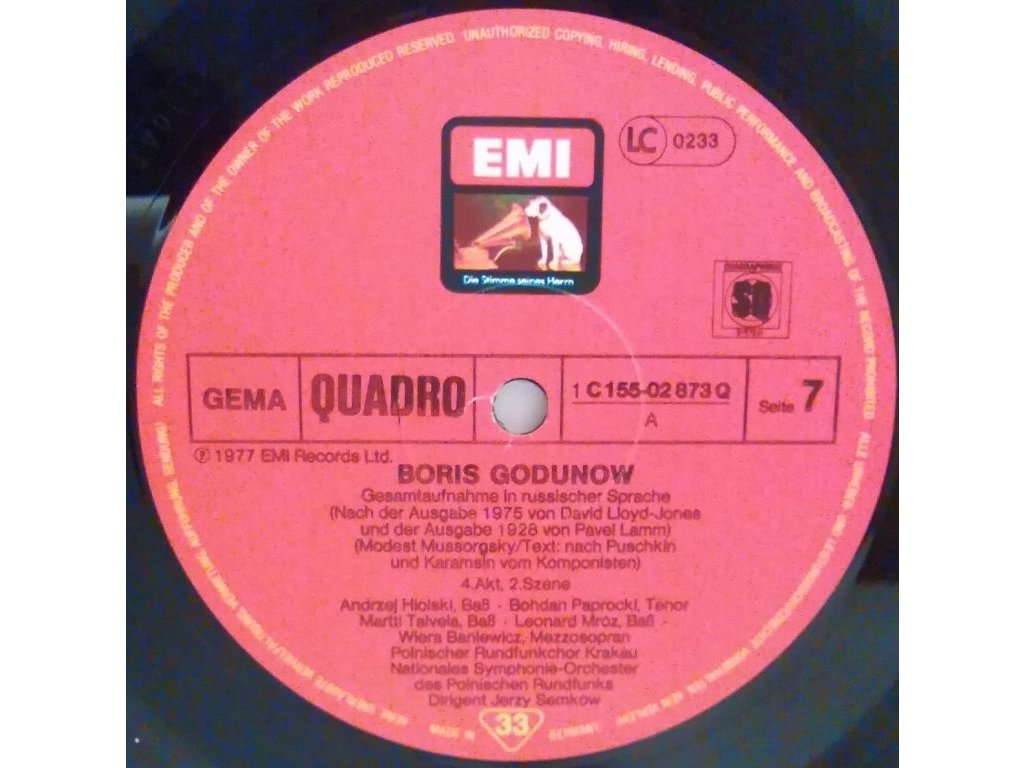 ALL RIGHTS OF THE PRODUCER AND OF THE OWNER OF THE WORK REPRODUCED RESERVED. UNAUTHORIZED COPYING, HIRING, LENDING, PUBLIC PERFORMANCE AND BROADCASTING OF THE RECORD PROHIBITED
EMI
LC 0233
Die Stimme seines Herrn
SQ
GEMA
QUADRO
1 C 155-02 873 Q
A
Seite 7
℗ 1977 EMI Records Ltd.
BORIS GODUNOW
Gesamtaufnahme in russischer Sprache
(Nach der Ausgabe 1975 von David Lloyd-Jones
und der Ausgabe 1928 von Pavel Lamm)
(Modest Mussorgsky/Text: nach Puschkin
und Karamsin vom Komponisten)
4.Akt, 2.Szene
Andrzej Hiolski, Baß · Bohdan Paprocki, Tenor
Martti Talvela, Baß · Leonard Mróz, Baß
Wiera Baniewicz, Mezzosopran
Polnischer Rundfunkchor Krakau
Nationales Symphonie-Orchester
des Polnischen Rundfunks
Dirigent Jerzy Semkow
MADE IN
33
GERMANY